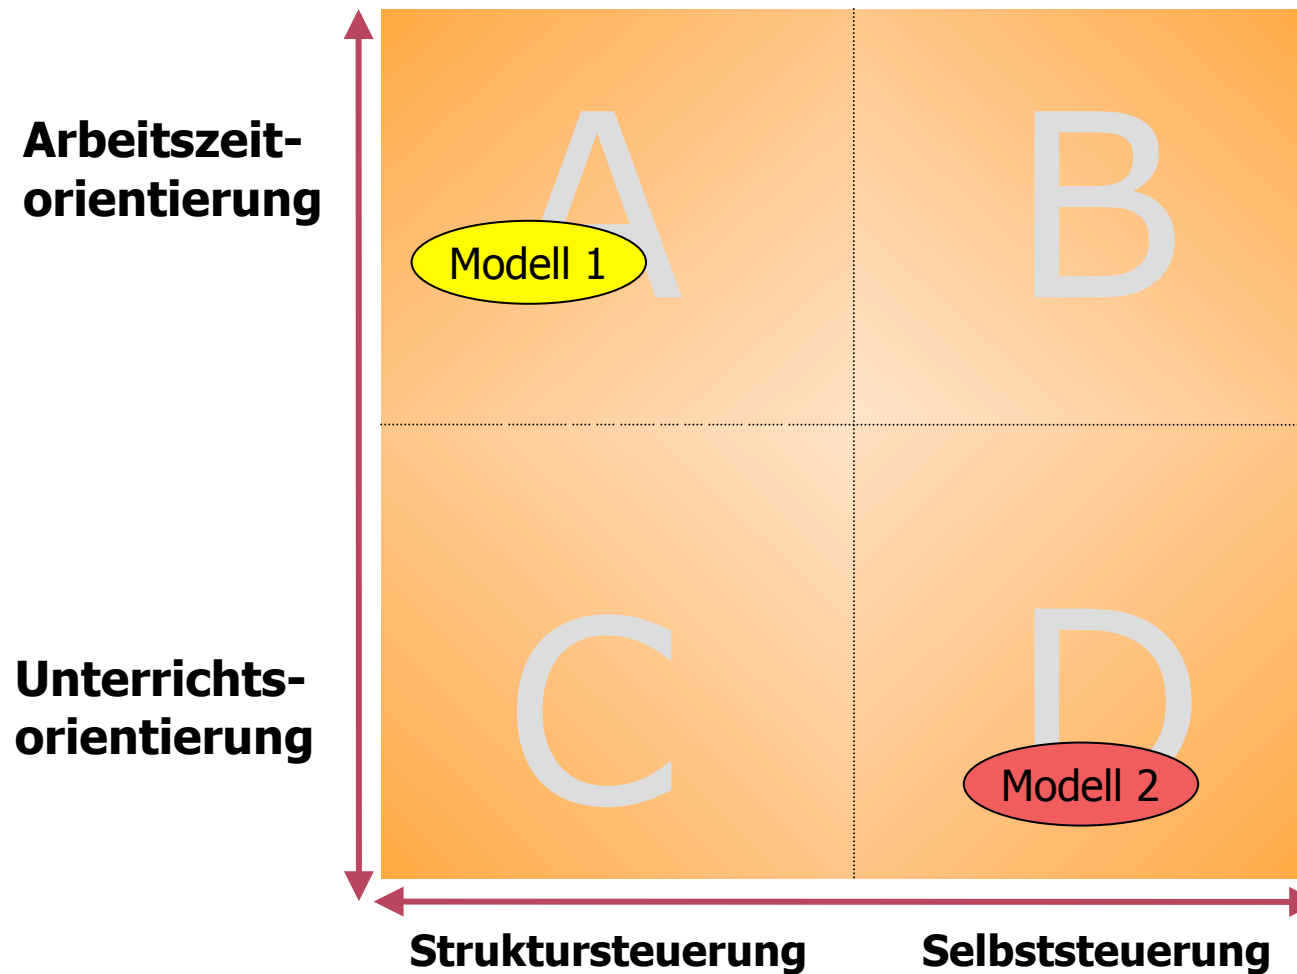 Arbeitszeit-
orientierung
A
B
Modell 1
Unterrichts-
orientierung
C
D
Modell 2
Struktursteuerung
Selbststeuerung